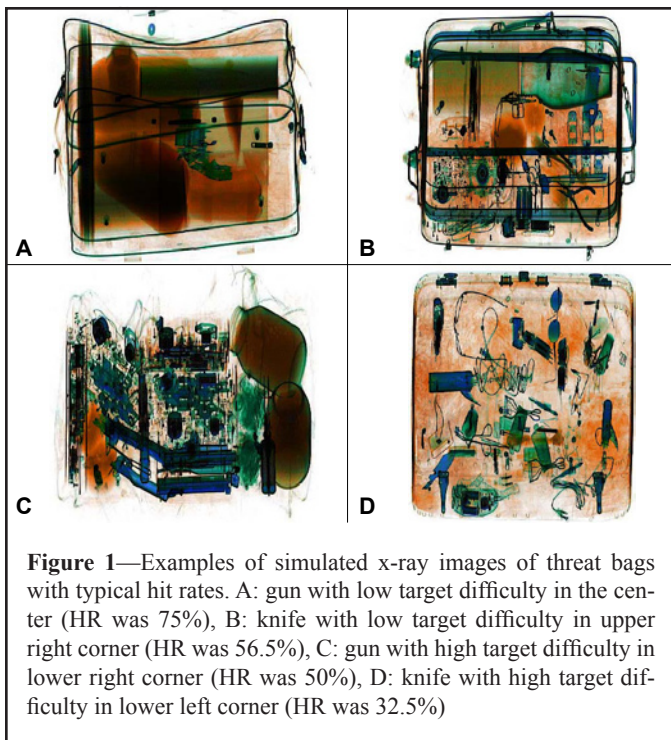 A
B
C
D
Figure 1—Examples of simulated x-ray images of threat bags
with typical hit rates. A: gun with low target difficulty in the cen-
ter (HR was 75%), B: knife with low target difficulty in upper
right corner (HR was 56.5%), C: gun with high target difficulty in
lower right corner (HR was 50%), D: knife with high target dif-
ficulty in lower left corner (HR was 32.5%)